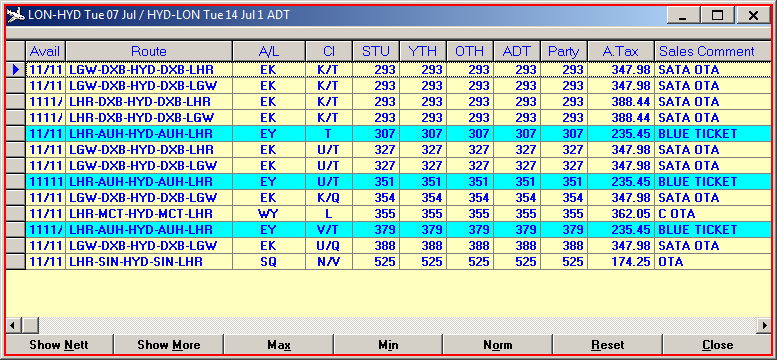 LON-HYD Tue 07 Jul / HYD-LON Tue 14 Jul 1 ADT
Avail Route A/L Cl STU YTH OTH ADT Party A.Tax Sales Comment
11/11 LGW-DXB-HYD-DXB-LHR EK K/T 293 293 293 293 293 347.98 SATA OTA
11/11 LGW-DXB-HYD-DXB-LGW EK K/T 293 293 293 293 293 347.98 SATA OTA
1111/ LHR-DXB-HYD-DXB-LHR EK K/T 293 293 293 293 293 388.44 SATA OTA
1111/ LHR-DXB-HYD-DXB-LGW EK K/T 293 293 293 293 293 388.44 SATA OTA
11/11 LHR-AUH-HYD-AUH-LHR EY T 307 307 307 307 307 235.45 BLUE TICKET
11/11 LGW-DXB-HYD-DXB-LHR EK U/T 327 327 327 327 327 347.98 SATA OTA
11/11 LGW-DXB-HYD-DXB-LGW EK U/T 327 327 327 327 327 347.98 SATA OTA
11111 LHR-AUH-HYD-AUH-LHR EY U/T 351 351 351 351 351 235.45 BLUE TICKET
11/11 LGW-DXB-HYD-DXB-LGW EK K/Q 354 354 354 354 354 347.98 SATA OTA
11/11 LHR-MCT-HYD-MCT-LHR WY L 355 355 355 355 355 362.05 C OTA
1111/ LHR-AUH-HYD-AUH-LHR EY V/T 379 379 379 379 379 235.45 BLUE TICKET
11/11 LGW-DXB-HYD-DXB-LGW EK U/Q 388 388 388 388 388 347.98 SATA OTA
11/11 LHR-SIN-HYD-SIN-LHR SQ N/V 525 525 525 525 525 174.25 OTA
Show Nett Show More Max Min Norm Reset Close